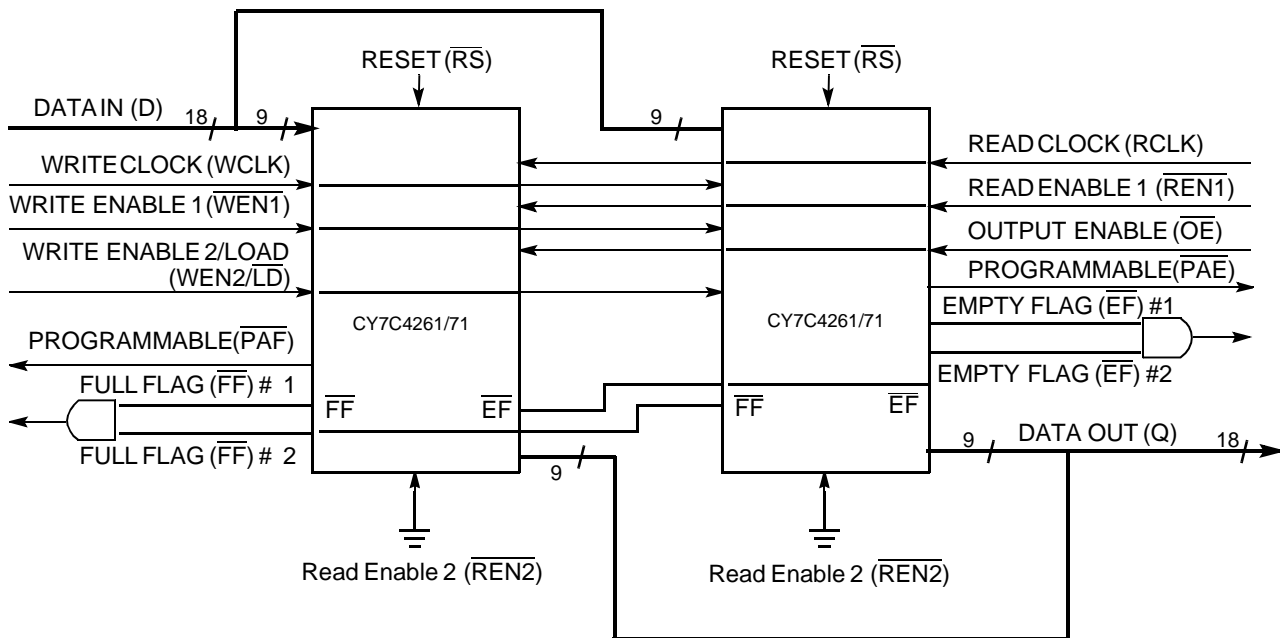 RESET (RS)
RESET (RS)
DATA IN (D)
18
9
9
WRITE CLOCK (WCLK)
READ CLOCK (RCLK)
WRITE ENABLE 1 (WEN1)
READ ENABLE 1 (REN1)
WRITE ENABLE 2/LOAD
(WEN2/LD)
OUTPUT ENABLE (OE)
PROGRAMMABLE (PAE)
CY7C4261/71
CY7C4261/71
EMPTY FLAG (EF) #1
PROGRAMMABLE (PAF)
EMPTY FLAG (EF) #2
FULL FLAG (FF) # 1
FF
EF
FF
EF
FULL FLAG (FF) # 2
9
9
DATA OUT (Q)
18
Read Enable 2 (REN2)
Read Enable 2 (REN2)